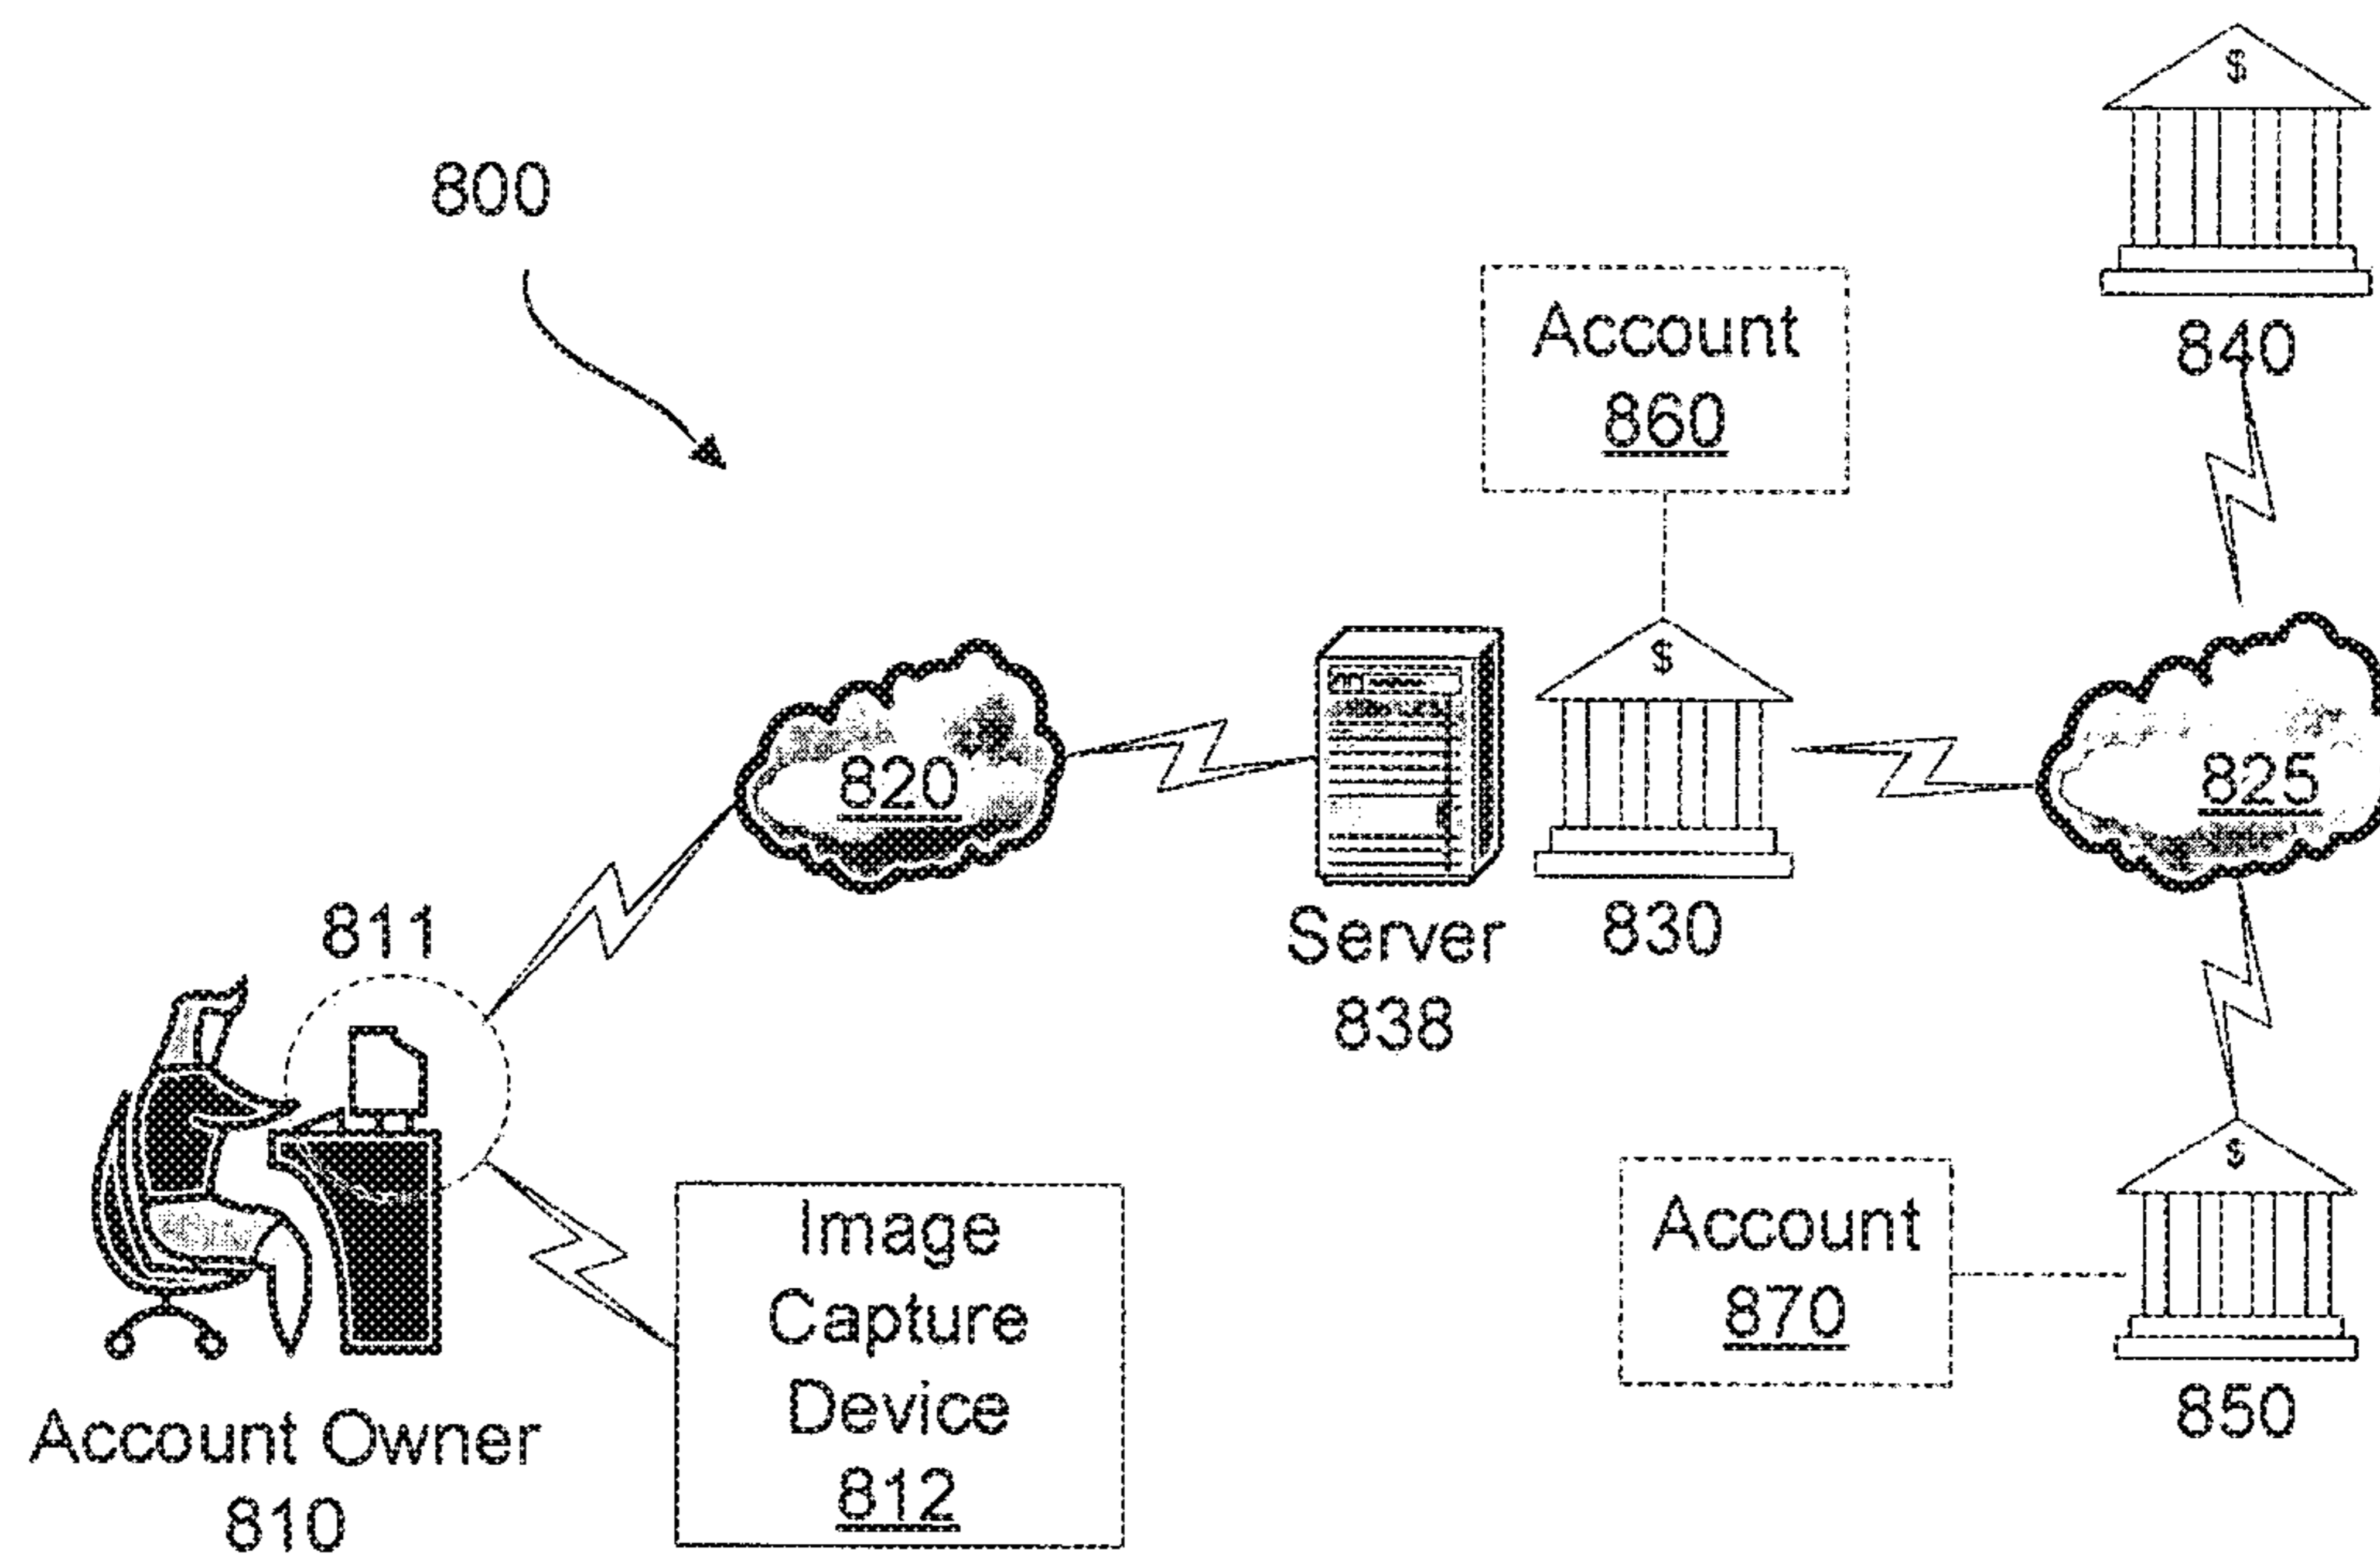 800
$
840
Account
860
$
820
825
Server
838
830
811
Account Owner
810
Image
Capture
Device
812
Account
870
$
850